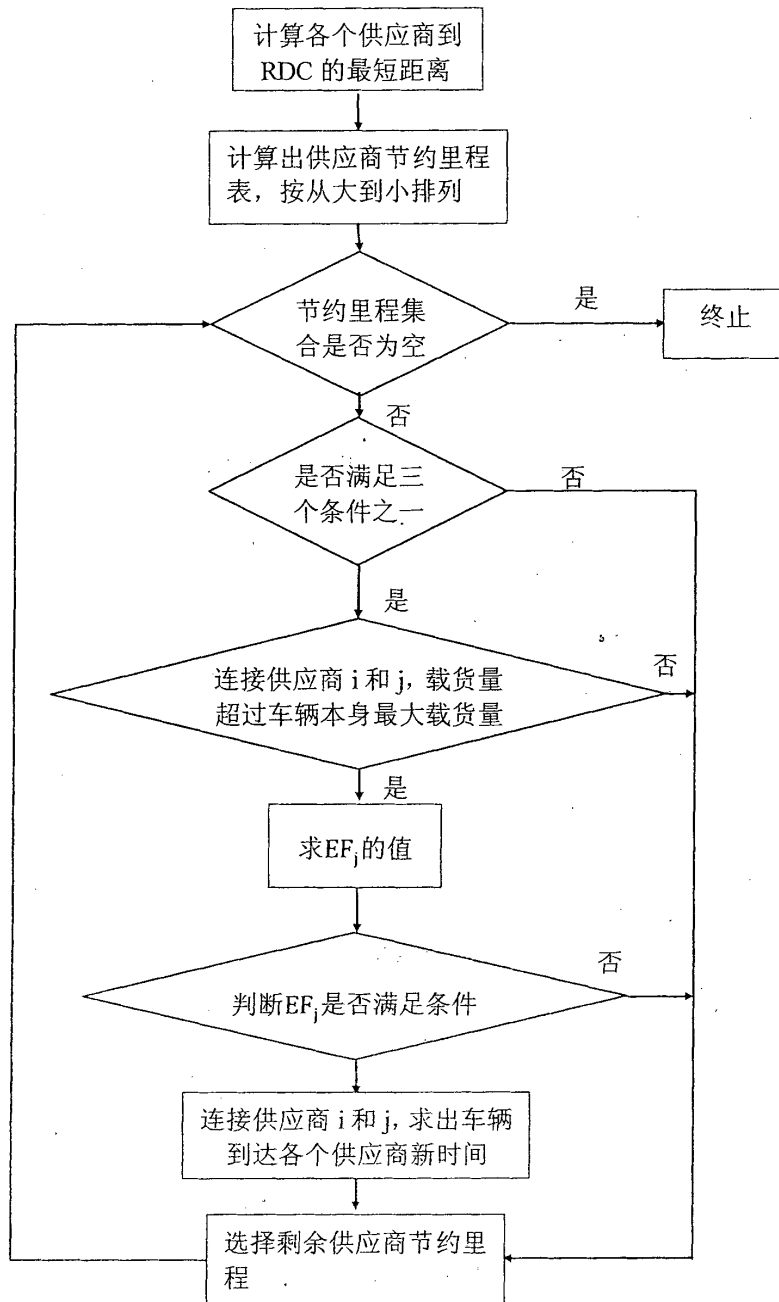 计算各个供应商到
RDC 的最短距离
计算出供应商节约里程
表，按从大到小排列
节约里程集
合是否为空
是
终止
否
是否满足三
个条件之一
否
是
连接供应商 i 和 j, 载货量
超过车辆本身最大载货量
否
是
求EFj的值
判断EFj是否满足条件
否
连接供应商 i 和 j, 求出车辆
到达各个供应商新时间
选择剩余供应商节约里
程